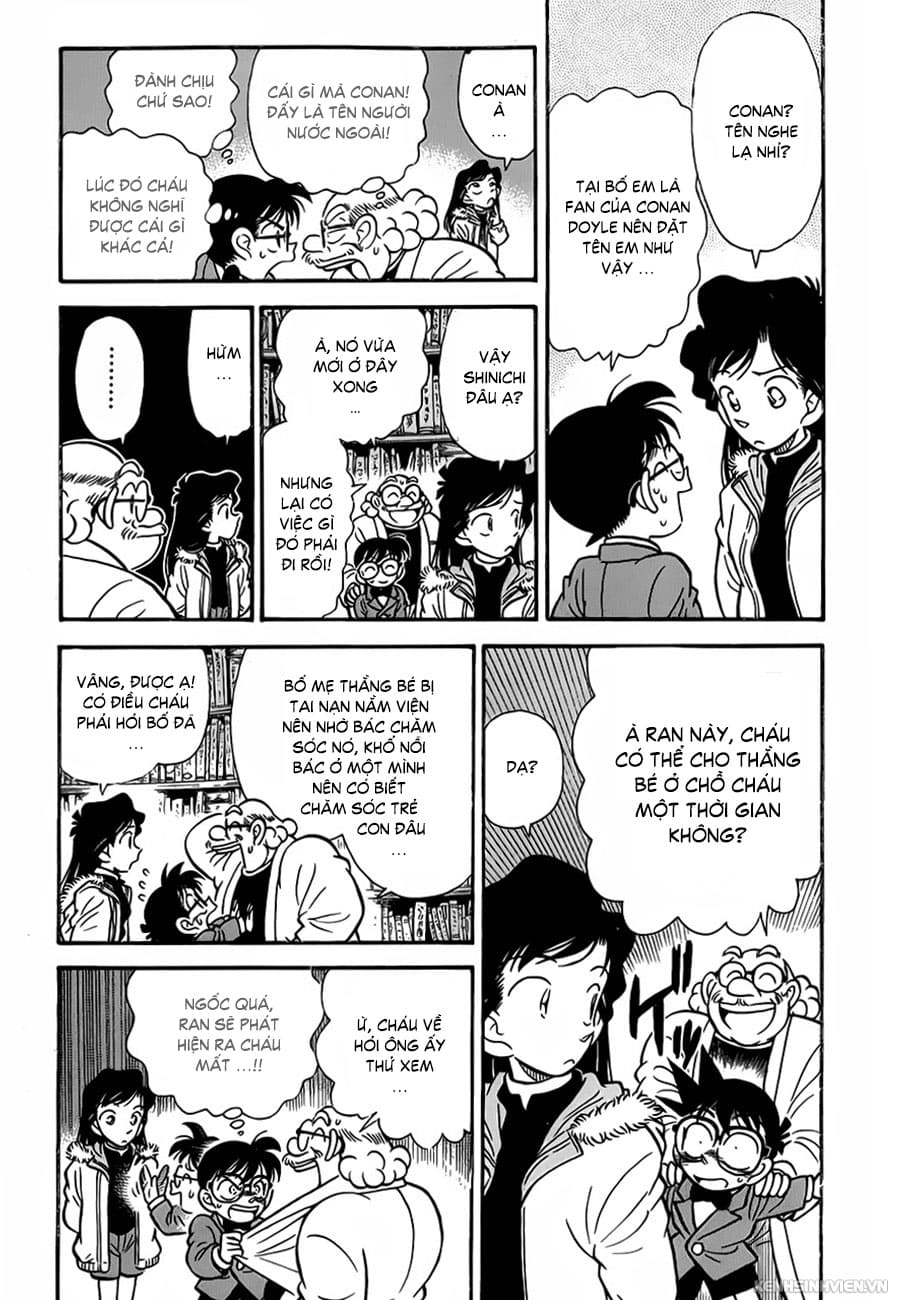 CONAN?
TÊN NGHE
LẠ NHỈ?
TẠI BỐ EM LÀ
FAN CỦA CONAN
DOYLE NÊN ĐẶT
TÊN EM NHƯ
VẬY ...
CONAN
À
...
CÁI GÌ MÀ CONAN!
ĐẤY LÀ TÊN NGƯỜI
NƯỚC NGOÀI!
ĐÀNH CHỊU
CHỨ SAO!
LÚC ĐÓ CHÁU
KHÔNG NGHĨ
ĐƯỢC CÁI GÌ
KHÁC CẢ!
VẬY
SHINICHI
ĐÂU Ạ?
À, NÓ VỪA
MỚI Ở ĐÂY
XONG
...
NHƯNG
LẠI CÓ
VIỆC GÌ
ĐÓ PHẢI
ĐI RỒI!
HỪM
...
.........
À RAN NÀY, CHÁU
CÓ THỂ CHO THẰNG
BÉ Ở CHỖ CHÁU
MỘT THỜI GIAN
KHÔNG?
DẠ?
BỐ MẸ THẰNG BÉ BỊ
TAI NẠN NẰM VIỆN
NÊN NHỜ BÁC CHĂM
SÓC NÓ, KHỔ NỖI
BÁC Ở MỘT MÌNH
NÊN CÓ BIẾT
CHĂM SÓC TRẺ
CON ĐÂU
...
VÂNG, ĐƯỢC Ạ!
CÓ ĐIỀU CHÁU
PHẢI HỎI BỐ ĐÃ
...
Ừ, CHÁU VỀ
HỎI ÔNG ẤY
THỬ XEM
...
NGỐC QUÁ,
RAN SẼ PHÁT
HIỆN RA CHÁU
MẤT ...!!
KENHSINHVIEN.VN